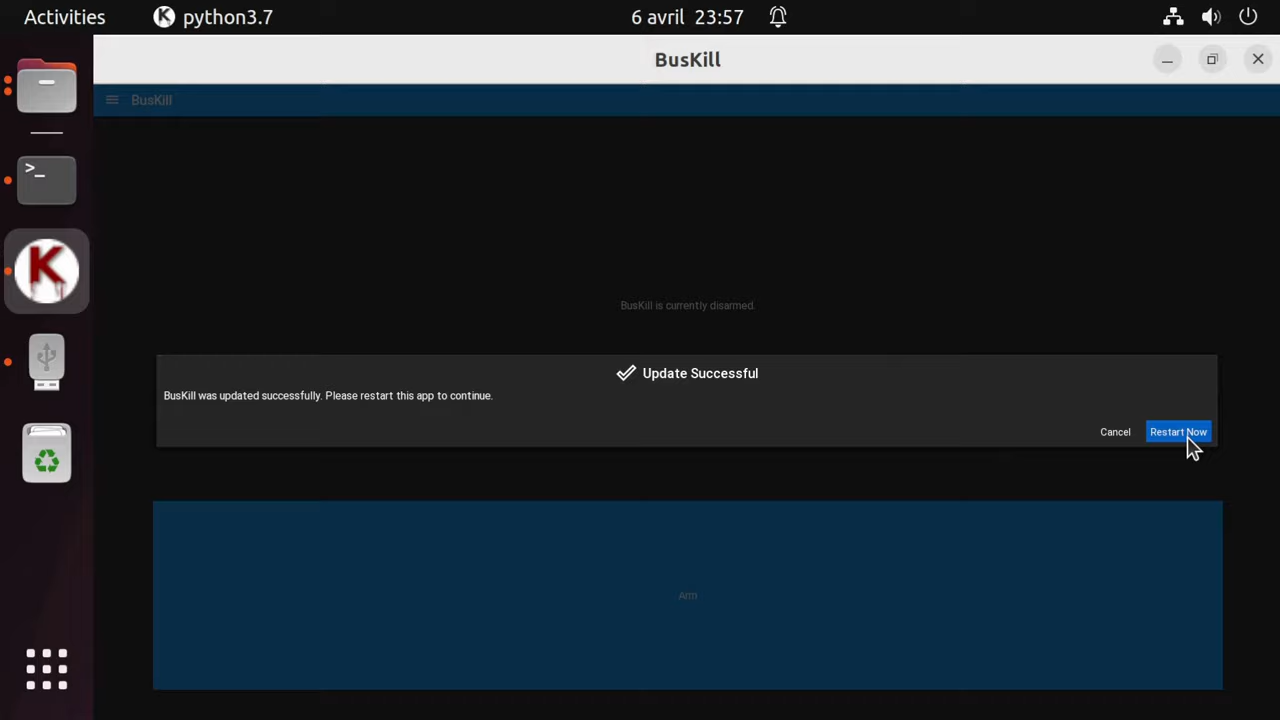 Activities
python3.7
6 avril 23:57
BusKill
BusKill
BusKill is currently disarmed.
Update Successful
BusKill was updated successfully. Please restart this app to continue.
Cancel
Restart Now
Arm